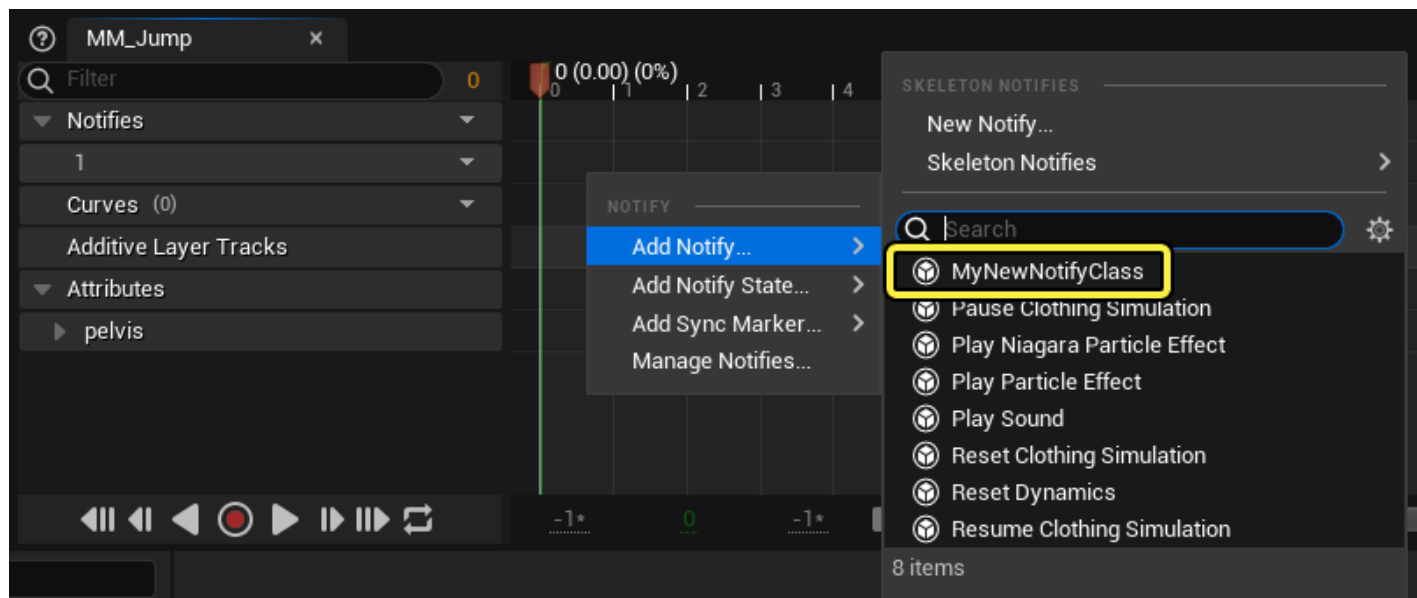 MM_Jump
Filter
0
Notifies
1
Curves (0)
Additive Layer Tracks
Attributes
pelvis
0 (0.00) (0%)
0 1 2 3 4
NOTIFY
Add Notify...
Add Notify State...
Add Sync Marker...
Manage Notifies...
SKELETON NOTIFIES
New Notify...
Skeleton Notifies
Search
MyNewNotifyClass
Pause Clothing Simulation
Play Niagara Particle Effect
Play Particle Effect
Play Sound
Reset Clothing Simulation
Reset Dynamics
Resume Clothing Simulation
8 items
-1* 0 -1*